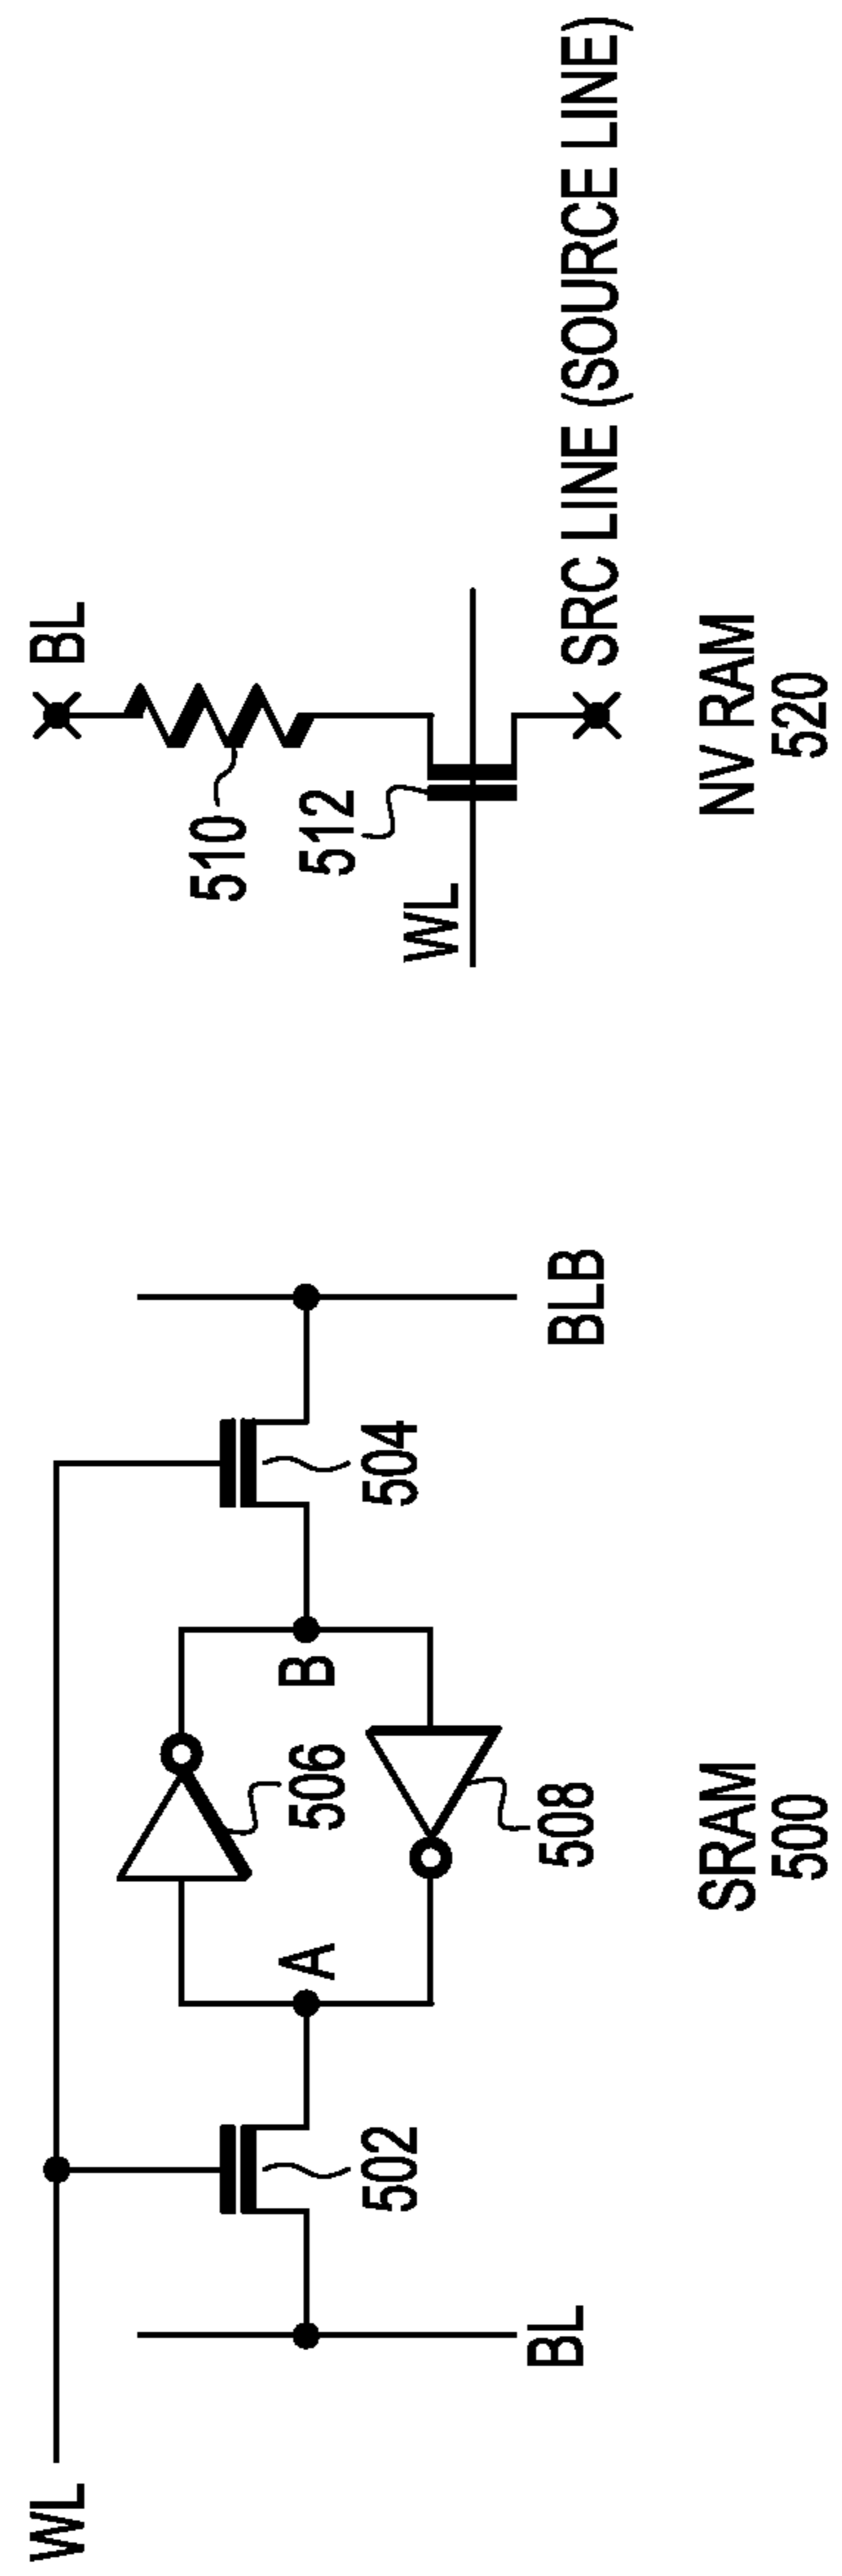 WL
BL
502
A
506
508
B
504
BLB
SRAM
500
BL
510
512
WL
SRC LINE (SOURCE LINE)
NV RAM
520